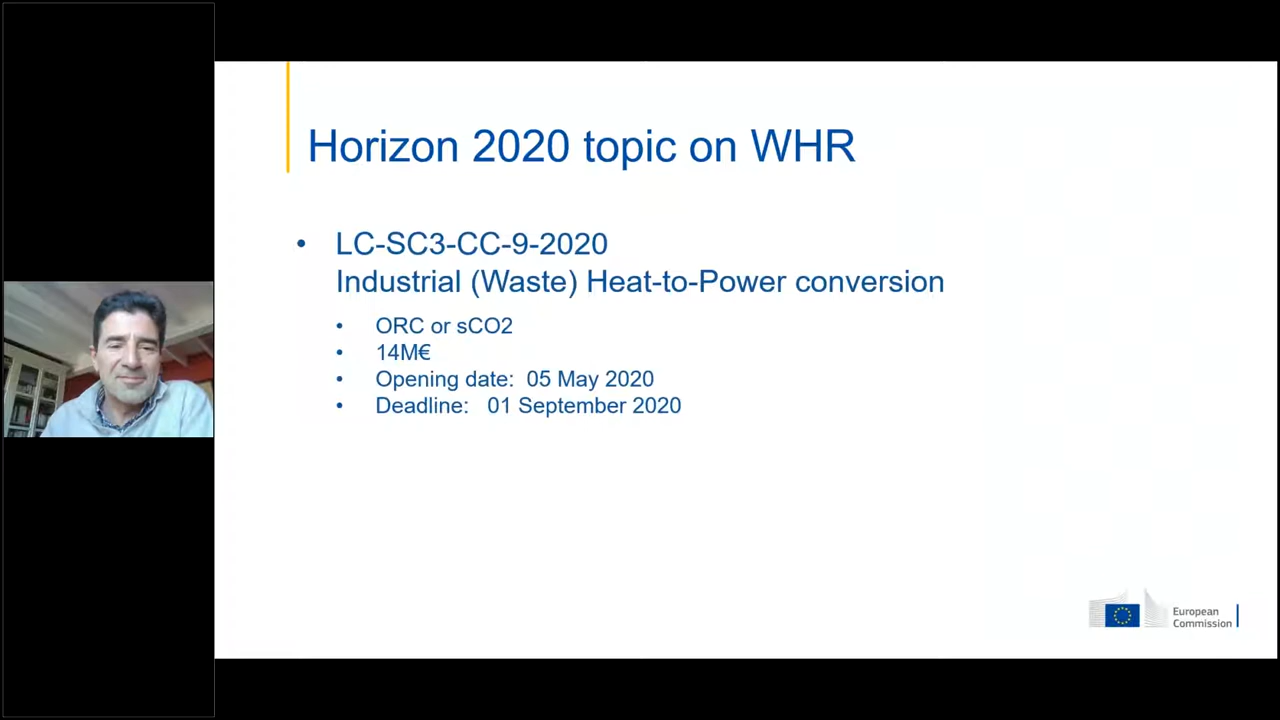 Horizon 2020 topic on WHR
• LC-SC3-CC-9-2020
Industrial (Waste) Heat-to-Power conversion
• ORC or sCO2
• 14M€
• Opening date: 05 May 2020
• Deadline: 01 September 2020
European
Commission